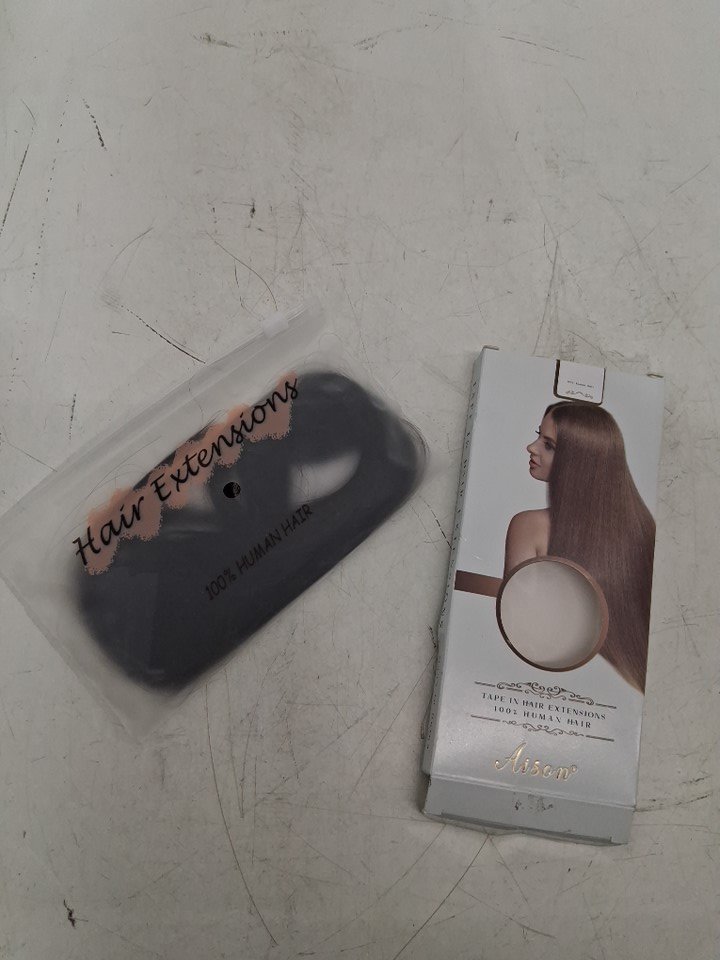 Hair Extensions
100% HUMAN HAIR
TAPE IN HAIR EXTENSIONS
100% HUMAN HAIR
Aison®